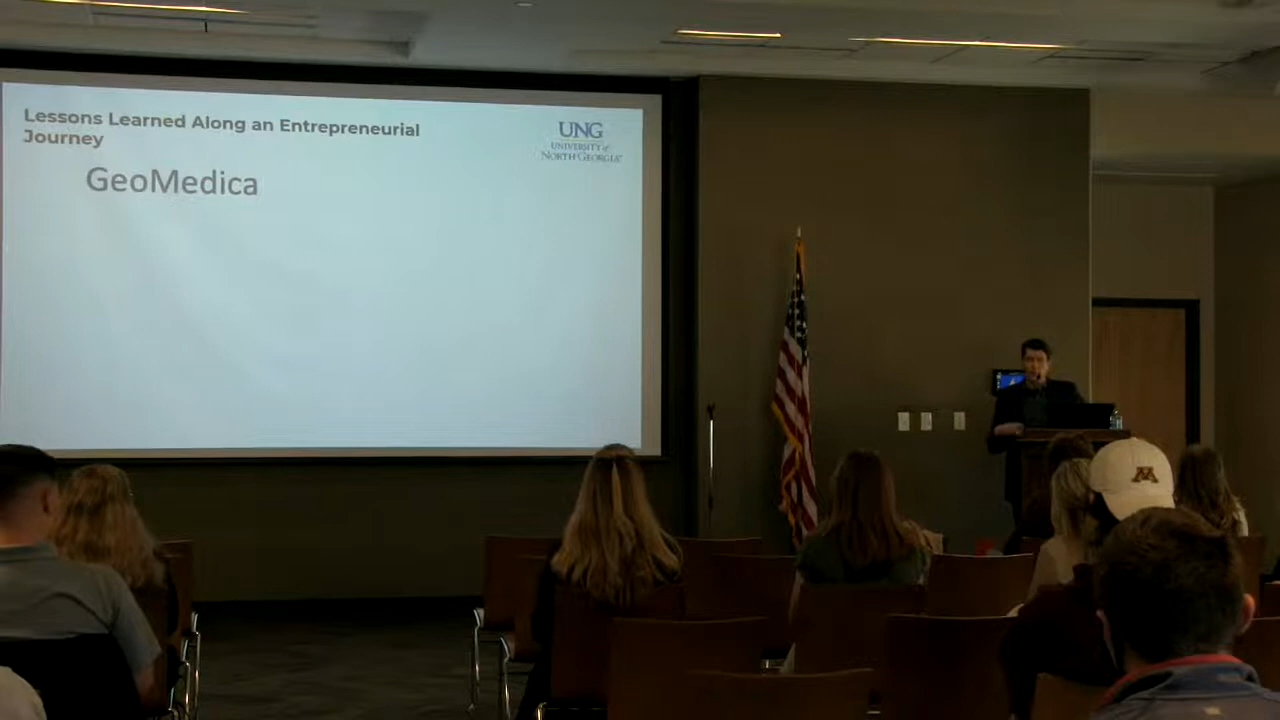 Lessons Learned Along an Entrepreneurial
Journey
GeoMedica
UNG
UNIVERSITY of
NORTH GEORGIA
M